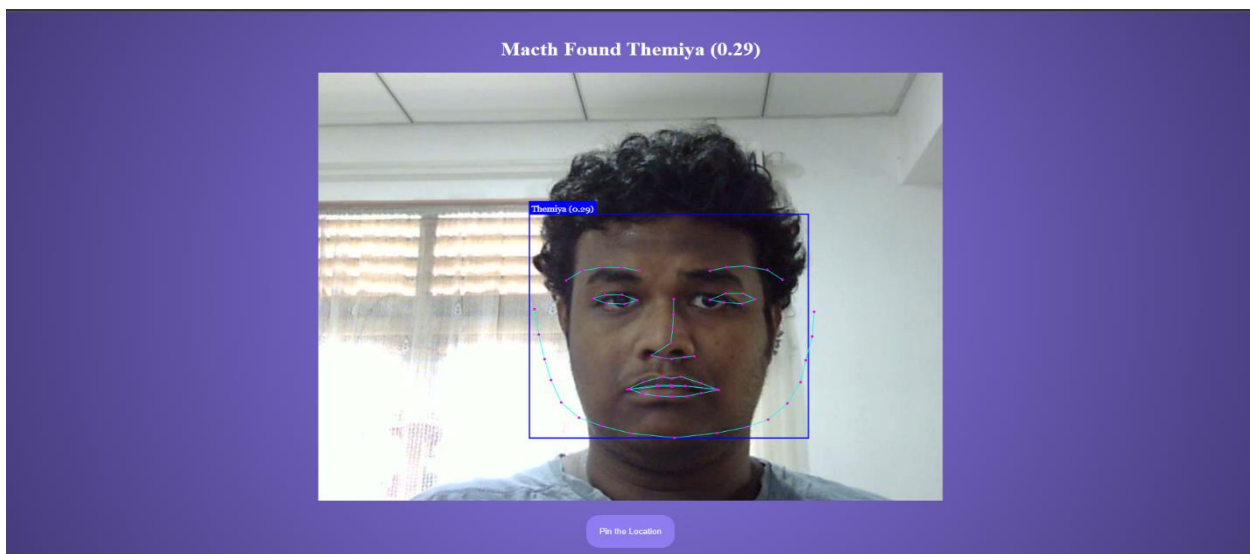 Macth Found Themiya (0.29)
Themiya (0.29)
Pin the Location